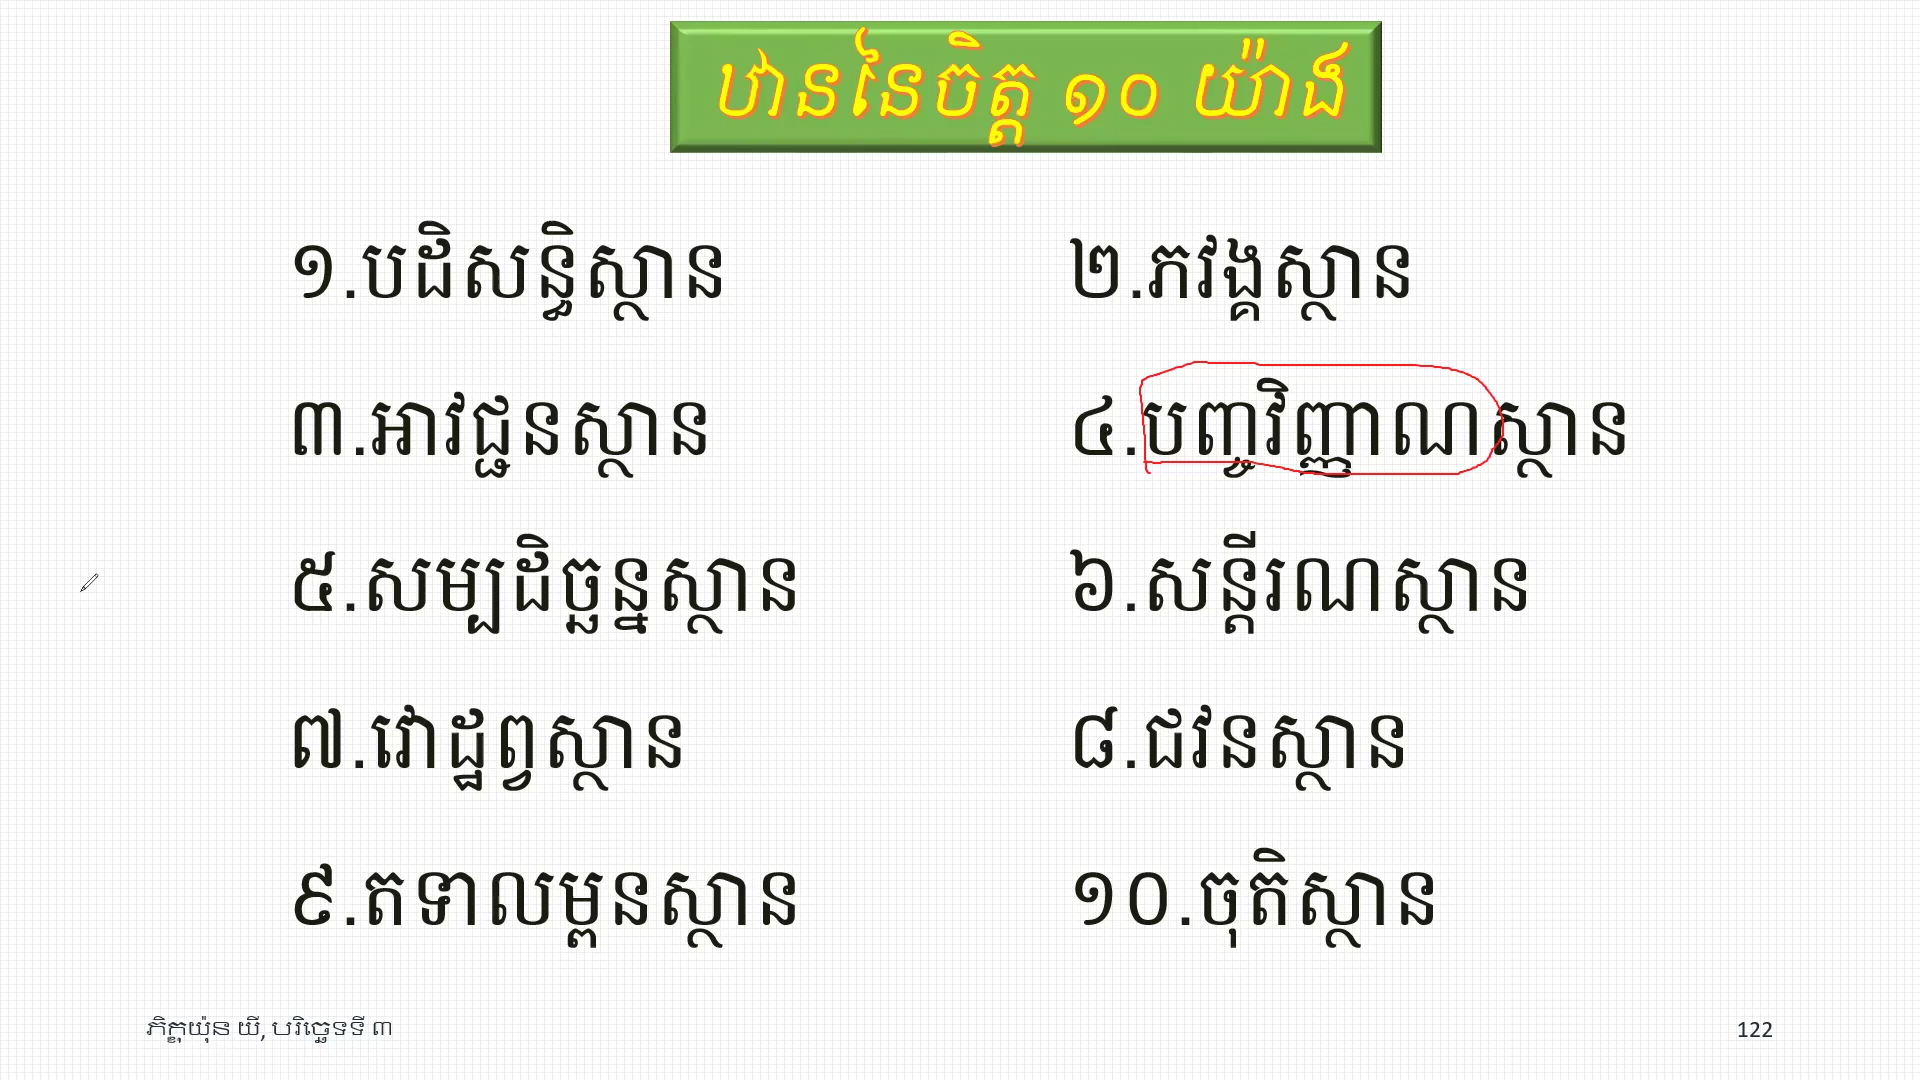 ឋាននៃចិត្ត ១០ យ៉ាង
១.បដិសន្ធិស្ថាន
២.ភវង្គស្ថាន
៣.អាវជ្ជនស្ថាន
៤.បញ្ចវិញ្ញាណស្ថាន
៥.សម្បដិច្ឆន្នស្ថាន
៦.សន្តីរណស្ថាន
៧.វោដ្ឋព្វស្ថាន
៨.ជវនស្ថាន
៩.តទាលម្ពនស្ថាន
១០.ចុតិស្ថាន
ភិក្ខុយ៉ុន យី, បរិច្ឆេទទី ៣
122